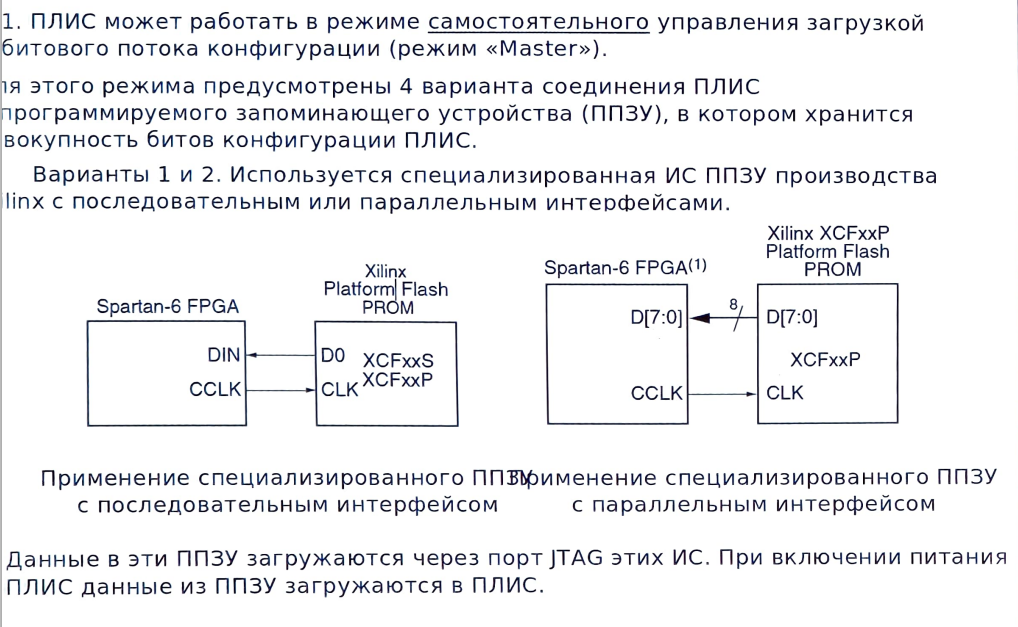 1. ПЛИС может работать в режиме самостоятельного управления загрузкой
битового потока конфигурации (режим «Master»).
ля этого режима предусмотрены 4 варианта соединения ПЛИС
программируемого запоминающего устройства (ППЗУ), в котором хранится
вокупность битов конфигурации ПЛИС.
Варианты 1 и 2. Используется специализированная ИС ППЗУ производства
ilinx с последовательным или параллельным интерфейсами.
Spartan-6 FPGA
Xilinx
Platform Flash
PROM
DIN
CCLK
D0
CLK
XCFxxS
XCFxxP
Spartan-6 FPGA(1)
Xilinx XCFxxP
Platform Flash
PROM
D[7:0]
8
D[7:0]
XCFxxP
CCLK
CLK
Применение специализированного ППЗУ
с последовательным интерфейсом
Применение специализированного ППЗУ
с параллельным интерфейсом
Данные в эти ППЗУ загружаются через порт JTAG этих ИС. При включении питания
ПЛИС данные из ППЗУ загружаются в ПЛИС.